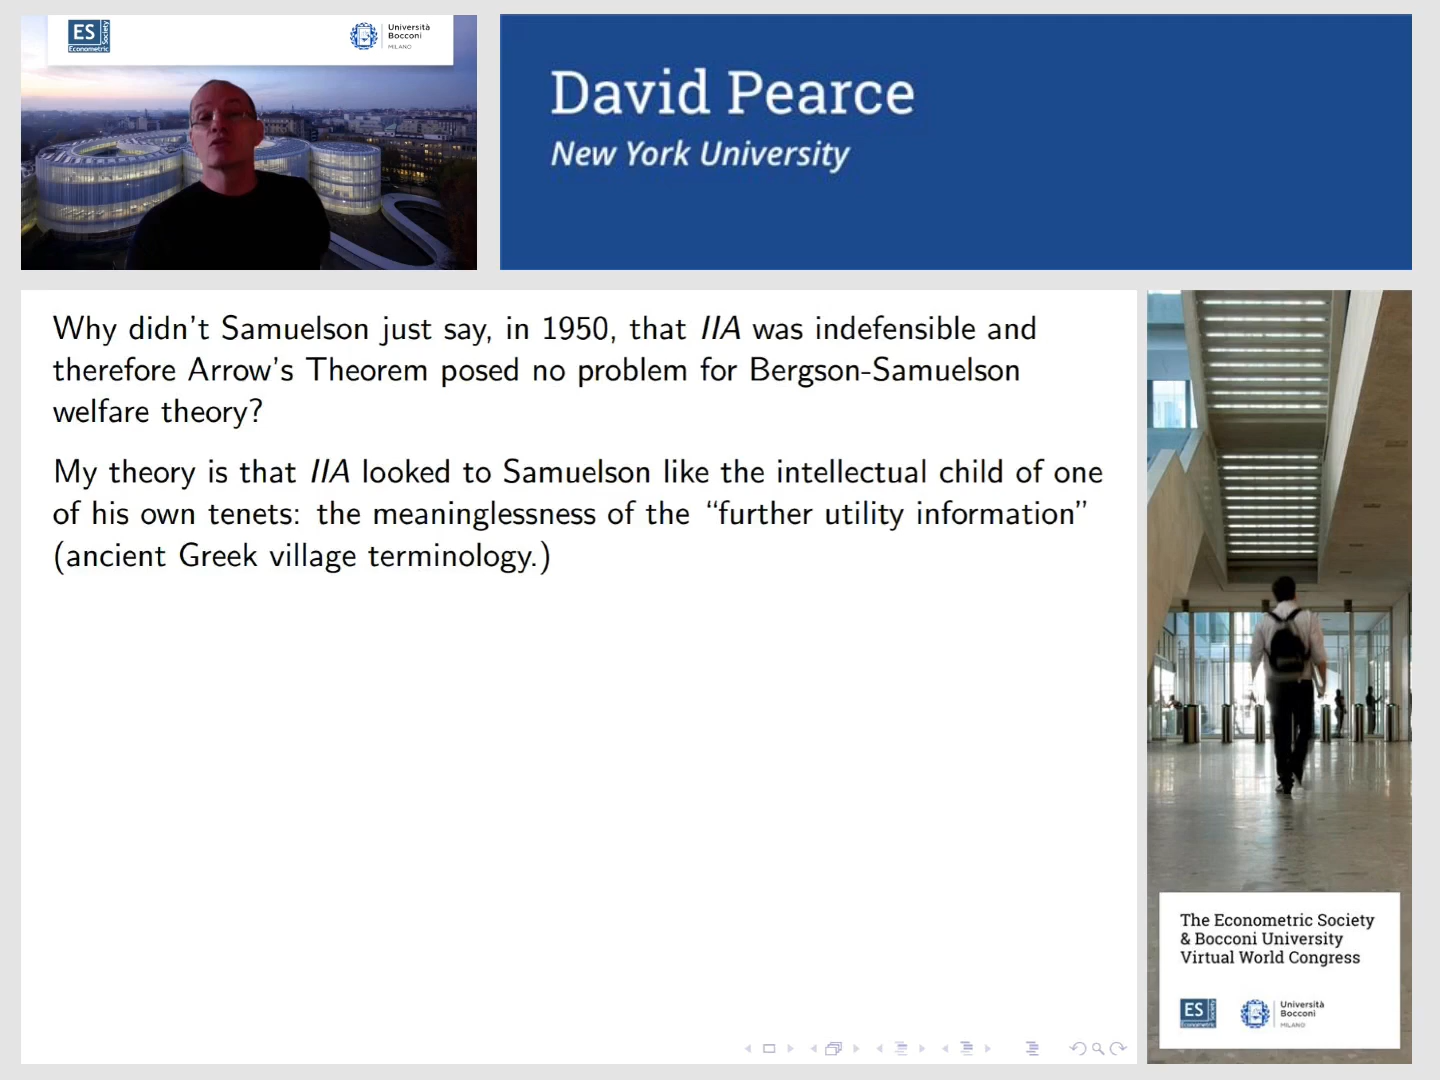 ES
Econometric
Society
Università
Bocconi
MILANO
David Pearce
New York University
Why didn't Samuelson just say, in 1950, that IIA was indefensible and
therefore Arrow's Theorem posed no problem for Bergson-Samuelson
welfare theory?
My theory is that IIA looked to Samuelson like the intellectual child of one
of his own tenets: the meaninglessness of the “further utility information”
(ancient Greek village terminology.)
The Econometric Society
& Bocconi University
Virtual World Congress
ES
Econometric
Society
Università
Bocconi
MILANO